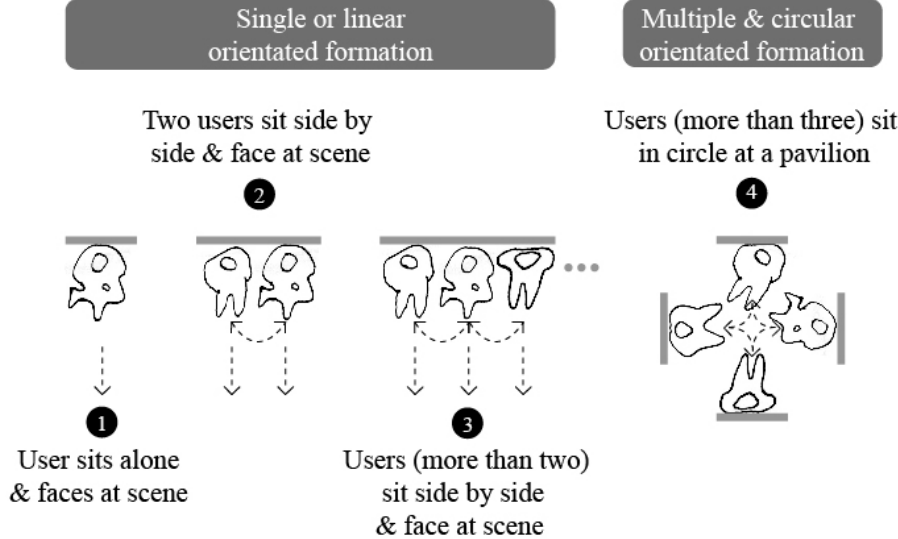 Single or linear
orientated formation
Multiple & circular
orientated formation
Two users sit side by
side & face at scene
2
Users (more than three) sit
in circle at a pavilion
4
1
User sits alone
& faces at scene
3
Users (more than two)
sit side by side
& face at scene